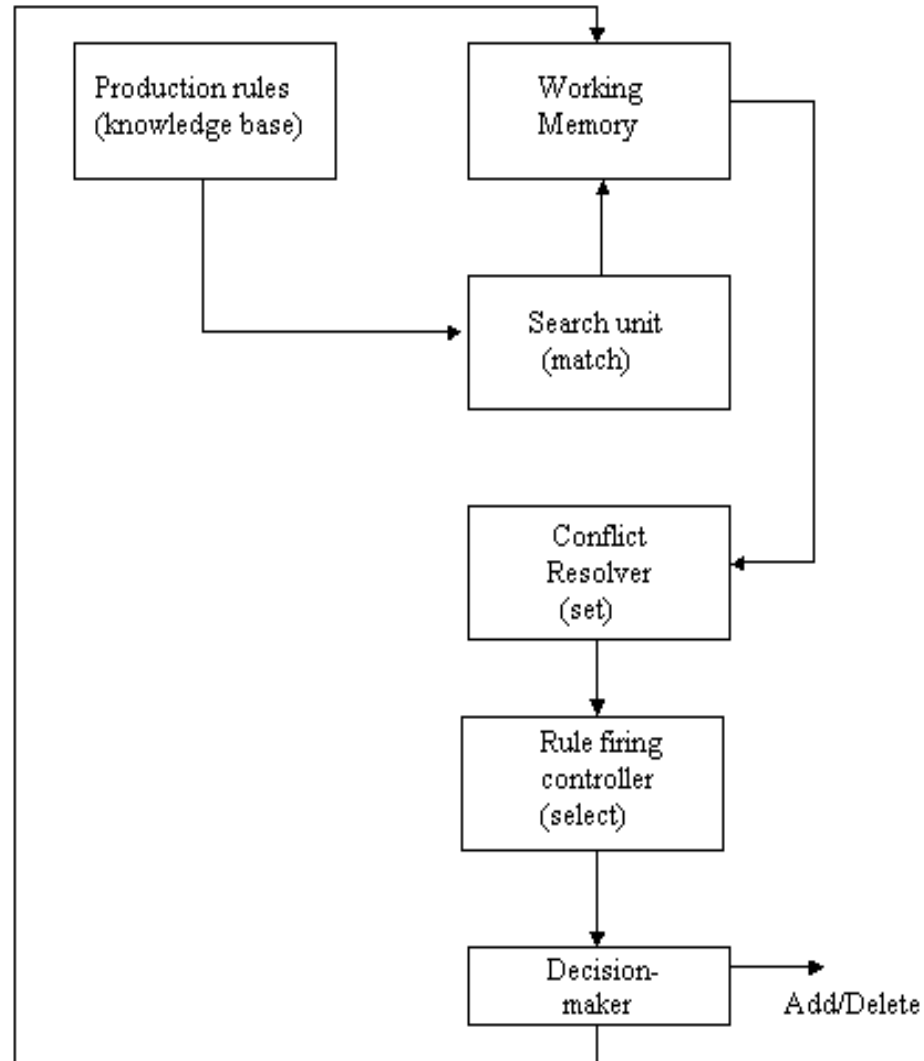 Production rules
(knowledge base)
Working
Memory
Search unit
(match)
Conflict
Resolver
(set)
Rule firing
controller
(select)
Decision-
maker
Add/Delete